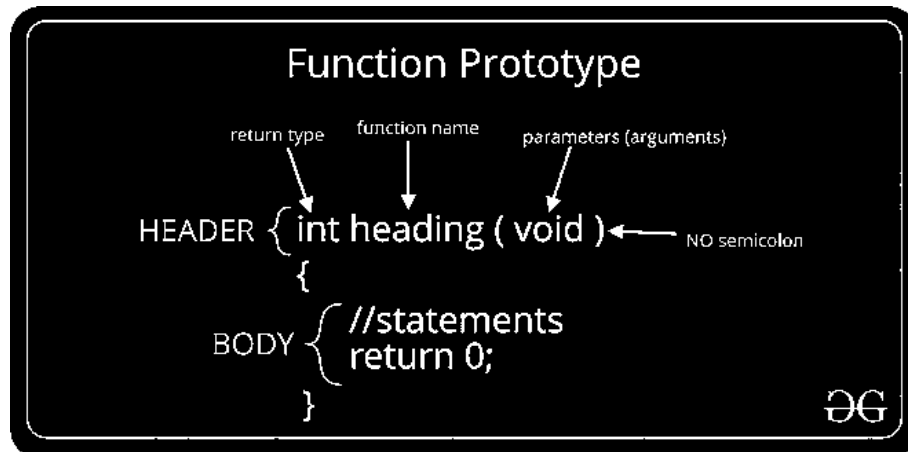 Function Prototype
return type
function name
parameters (arguments)
HEADER { int heading ( void )
NO semicolon
{
BODY { //statements
return 0;
}